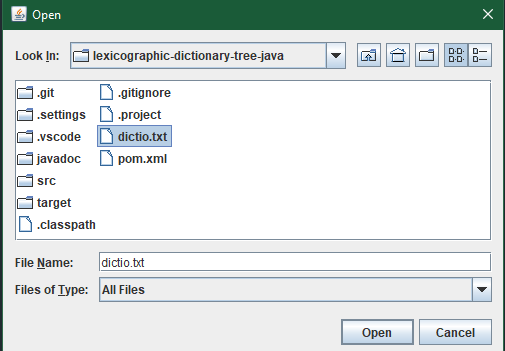 Open
Look In: lexicographic-dictionary-tree-java
.git .gitignore
.settings .project
.vscode dictio.txt
javadoc pom.xml
src
target
.classpath
File Name: dictio.txt
Files of Type: All Files
Open Cancel